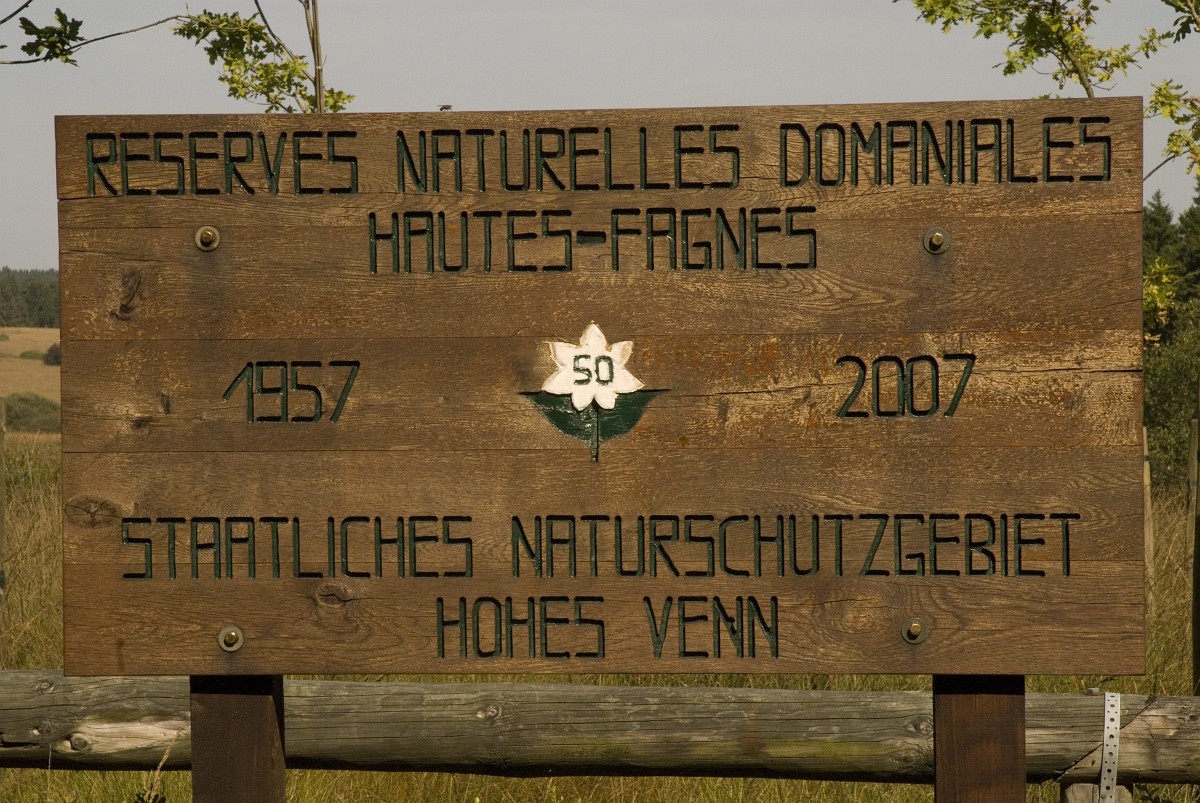 RESERVES NATURELLES DOMANIALES
HAUTES-FAGNES
1957 50 2007
STAATLICHES NATURSCHUTZGEBIET
HOHES VENN